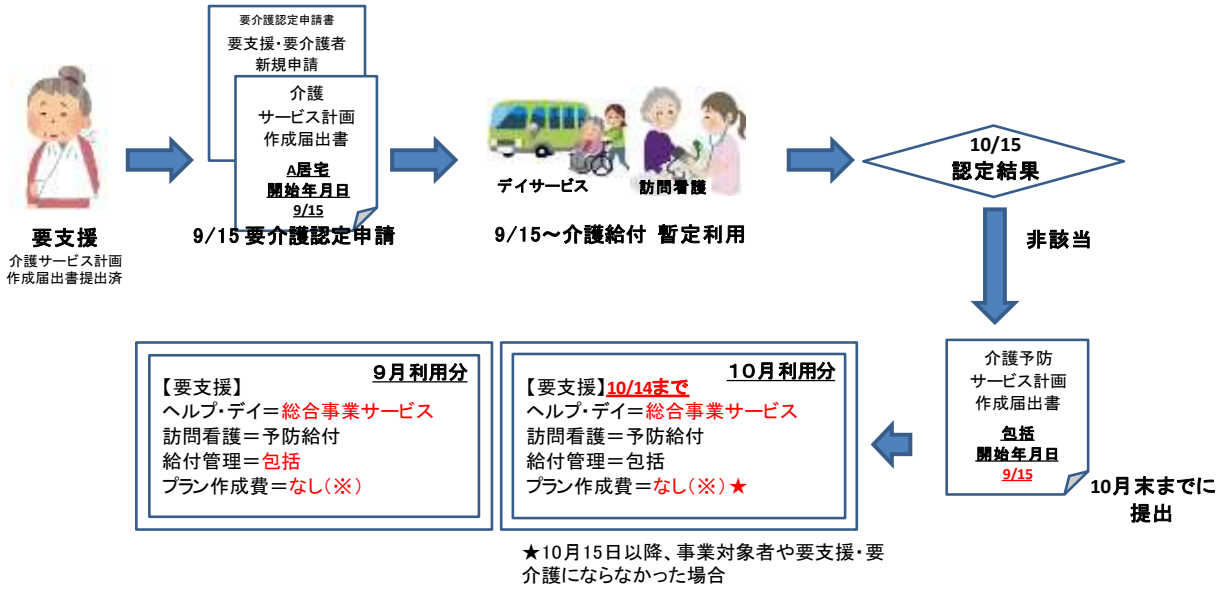 要介護認定申請書
要支援・要介護者
新規申請
介護
サービス計画
作成届出書
A居宅
開始年月日
9/15
要支援
介護サービス計画
作成届出書提出済
9/15 要介護認定申請
デイサービス
訪問看護
9/15～介護給付 暫定利用
10/15
認定結果
非該当
介護予防
サービス計画
作成届出書
包括
開始年月日
9/15
10月末までに
提出
10月利用分
【要支援】10/14まで
ヘルプ・デイ＝総合事業サービス
訪問看護＝予防給付
給付管理＝包括
プラン作成費＝なし(※)★
★10月15日以降、事業対象者や要支援・要
介護にならなかった場合
９月利用分
【要支援】
ヘルプ・デイ＝総合事業サービス
訪問看護＝予防給付
給付管理＝包括
プラン作成費＝なし(※)